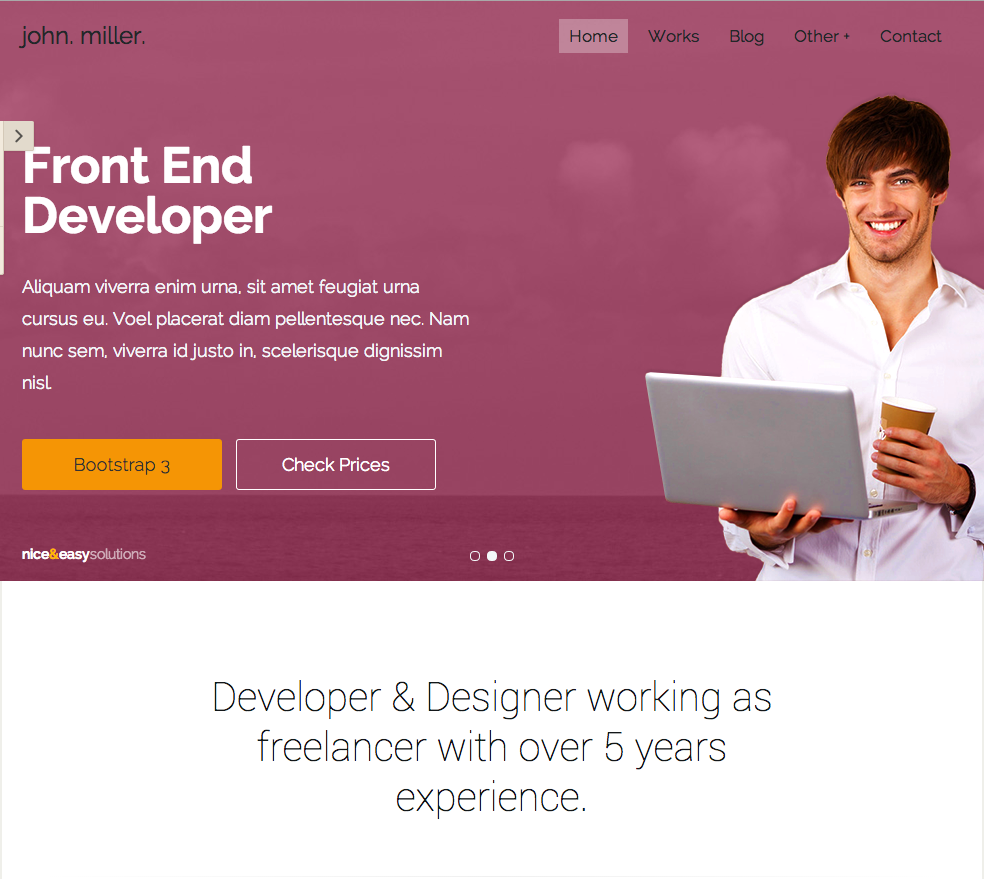 john. miller.
Home Works Blog Other + Contact
Front End
Developer
Aliquam viverra enim urna, sit amet feugiat urna
cursus eu. Voel placerat diam pellentesque nec. Nam
nunc sem, viverra id justo in, scelerisque dignissim
nisl.
Bootstrap 3 Check Prices
nice&easysolutions
Developer & Designer working as
freelancer with over 5 years
experience.